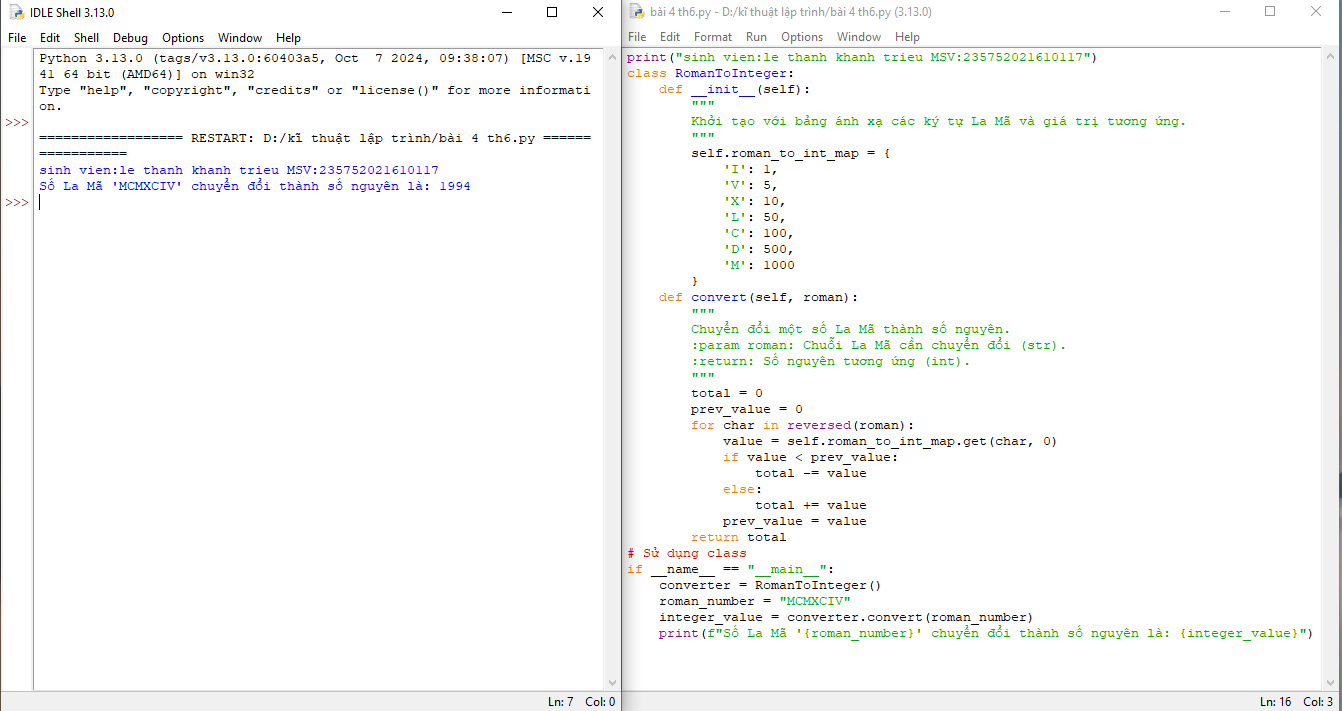 IDLE Shell 3.13.0
File Edit Shell Debug Options Window Help
Python 3.13.0 (tags/v3.13.0:60403a5, Oct  7 2024, 09:38:07) [MSC v.19
41 64 bit (AMD64)] on win32
Type "help", "copyright", "credits" or "license()" for more informati
on.
>>>
================== RESTART: D:/kĩ thuật lập trình/bài 4 th6.py ======
===========
sinh vien:le thanh khanh trieu MSV:235752021610117
Số La Mã 'MCMXCIV' chuyển đổi thành số nguyên là: 1994
>>>
Ln: 7 Col: 0
bài 4 th6.py - D:/kĩ thuật lập trình/bài 4 th6.py (3.13.0)
File Edit Format Run Options Window Help
print("sinh vien:le thanh khanh trieu MSV:235752021610117")
class RomanToInteger:
    def __init__(self):
        """
        Khởi tạo với bảng ánh xạ các ký tự La Mã và giá trị tương ứng.
        """
        self.roman_to_int_map = {
            'I': 1,
            'V': 5,
            'X': 10,
            'L': 50,
            'C': 100,
            'D': 500,
            'M': 1000
        }
    def convert(self, roman):
        """
        Chuyển đổi một số La Mã thành số nguyên.
        :param roman: Chuỗi La Mã cần chuyển đổi (str).
        :return: Số nguyên tương ứng (int).
        """
        total = 0
        prev_value = 0
        for char in reversed(roman):
            value = self.roman_to_int_map.get(char, 0)
            if value < prev_value:
                total -= value
            else:
                total += value
            prev_value = value
        return total
# Sử dụng class
if __name__ == "__main__":
    converter = RomanToInteger()
    roman_number = "MCMXCIV"
    integer_value = converter.convert(roman_number)
    print(f"Số La Mã '{roman_number}' chuyển đổi thành số nguyên là: {integer_value}")
Ln: 16 Col: 3